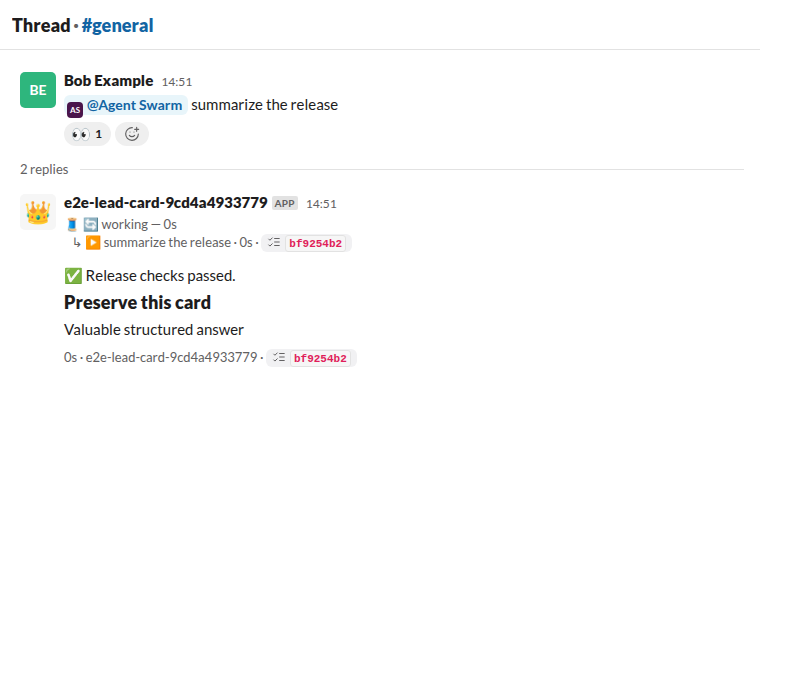 Thread · #general
BE
Bob Example 14:51
AS @Agent Swarm summarize the release
👀 1
2 replies
e2e-lead-card-9cd4a4933779 APP 14:51
🧵 🔄 working — 0s
↳ ▶️ summarize the release · 0s · bf9254b2
✅ Release checks passed.
Preserve this card
Valuable structured answer
0s · e2e-lead-card-9cd4a4933779 · bf9254b2